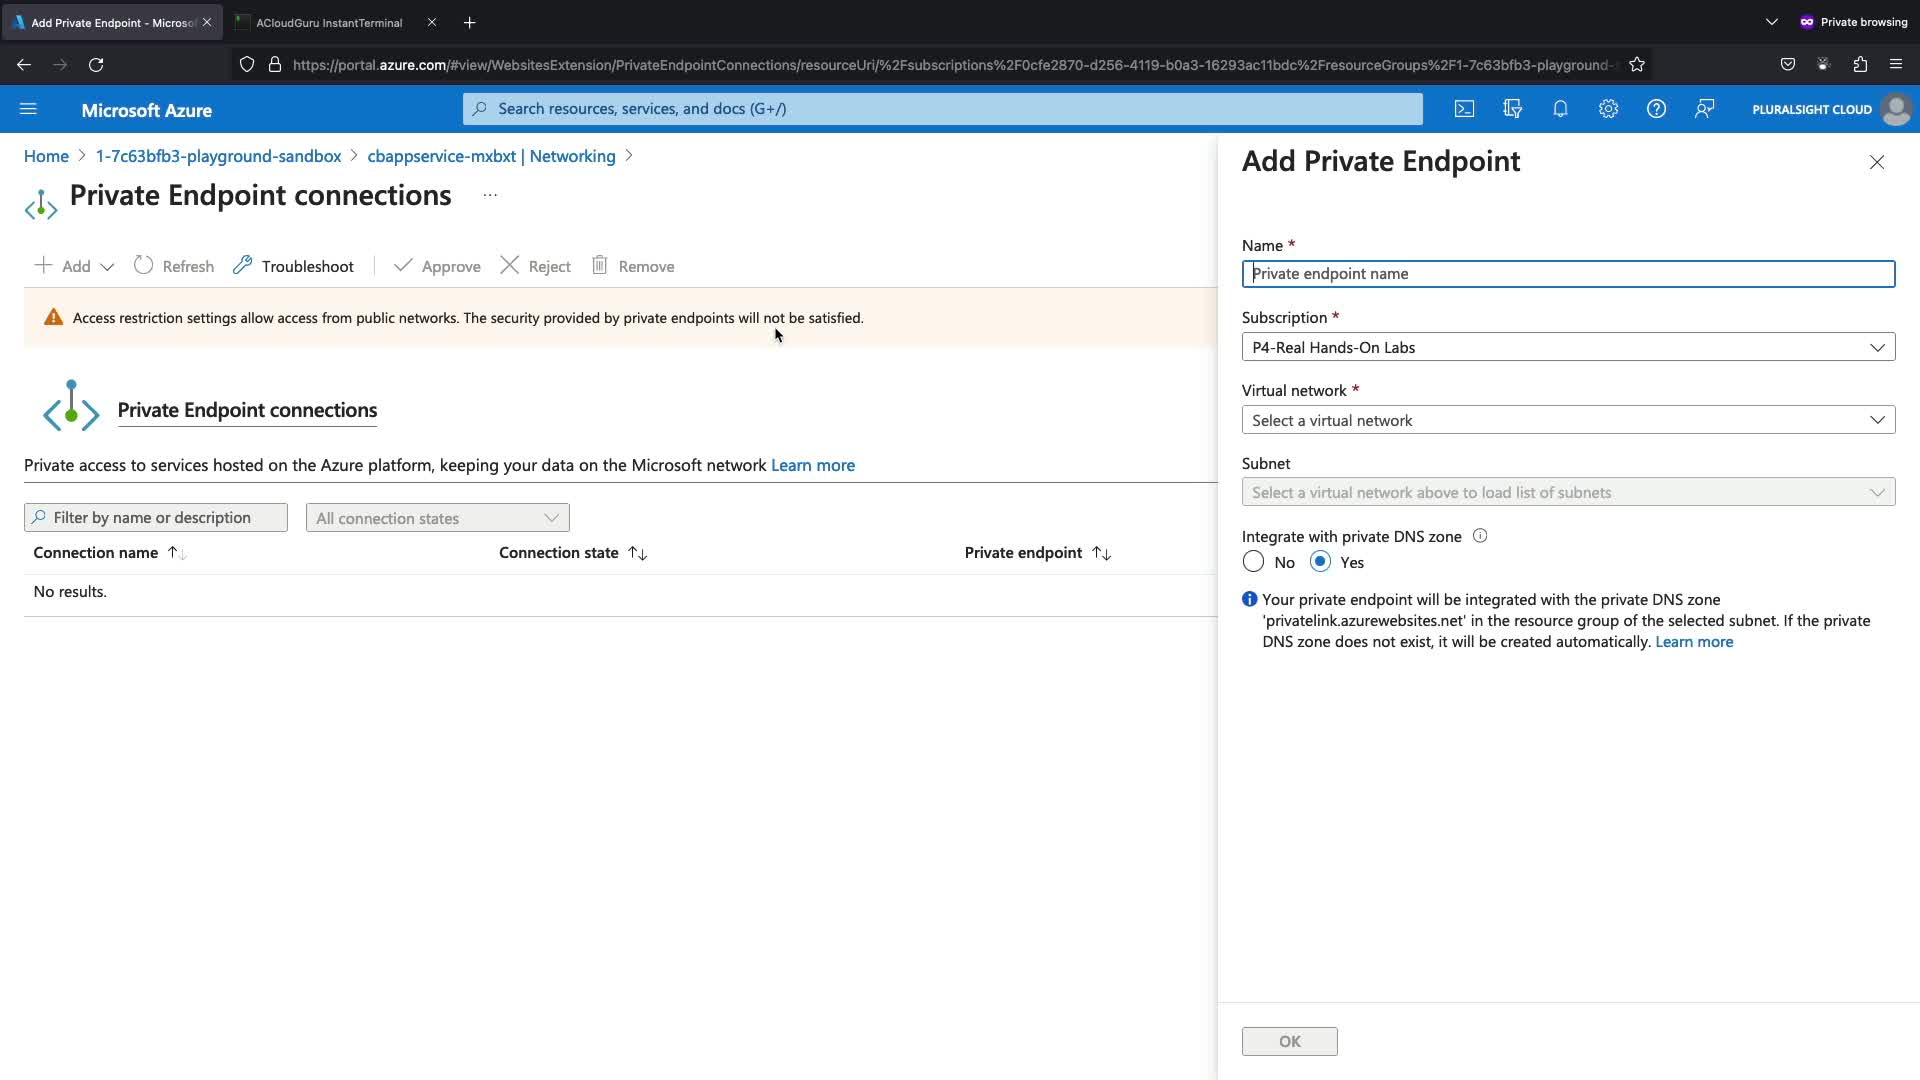 Add Private Endpoint - Microso
ACloudGuru InstantTerminal
Private browsing
https://portal.azure.com/#view/WebsitesExtension/PrivateEndpointConnections/resourceUri/%2Fsubscriptions%2F0cfe2870-d256-4119-b0a3-16293ac11bdc%2FresourceGroups%2F1-7c63bfb3-playground-
Microsoft Azure
Search resources, services, and docs (G+/)
PLURALSIGHT CLOUD
Home > 1-7c63bfb3-playground-sandbox > cbappservice-mxbxt | Networking >
Private Endpoint connections ...
Add
Refresh
Troubleshoot
Approve
Reject
Remove
Access restriction settings allow access from public networks. The security provided by private endpoints will not be satisfied.
Private Endpoint connections
Private access to services hosted on the Azure platform, keeping your data on the Microsoft network Learn more
Filter by name or description
All connection states
Connection name
Connection state
Private endpoint
No results.
Add Private Endpoint
Name *
Private endpoint name
Subscription *
P4-Real Hands-On Labs
Virtual network *
Select a virtual network
Subnet
Select a virtual network above to load list of subnets
Integrate with private DNS zone
No
Yes
Your private endpoint will be integrated with the private DNS zone
'privatelink.azurewebsites.net' in the resource group of the selected subnet. If the private
DNS zone does not exist, it will be created automatically. Learn more
OK